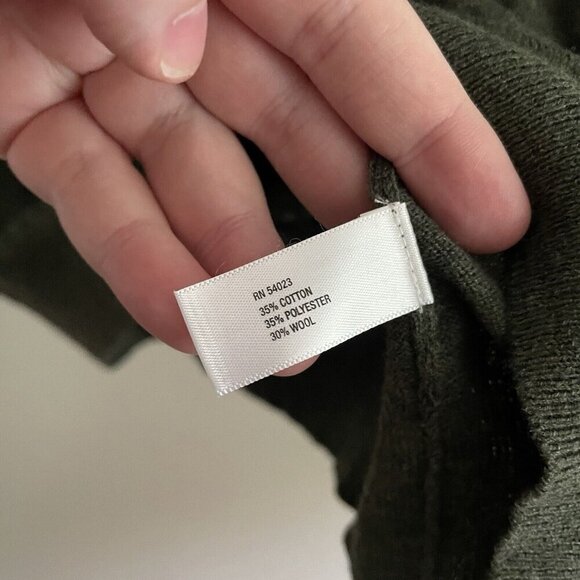 RN 54023
35% COTTON
35% POLYESTER
30% WOOL